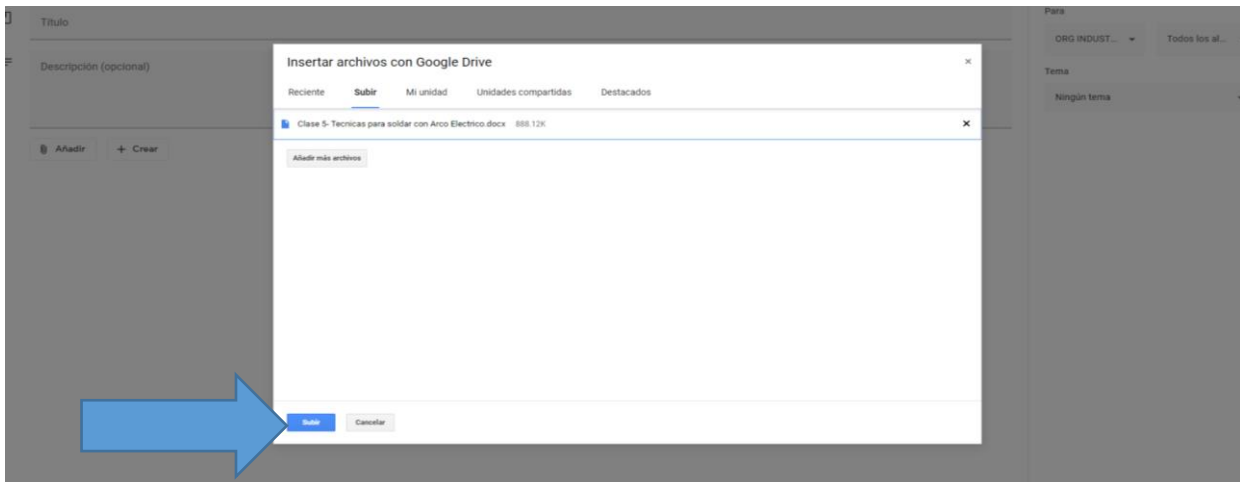 Título
Descripción (opcional)
Añadir + Crear
Insertar archivos con Google Drive ×
Reciente Subir Mi unidad Unidades compartidas Destacados
Clase 5- Tecnicas para soldar con Arco Electrico.docx 888.12K ×
Añadir más archivos
Subir Cancelar
Para
ORG INDUST... Todos los al...
Tema
Ningún tema